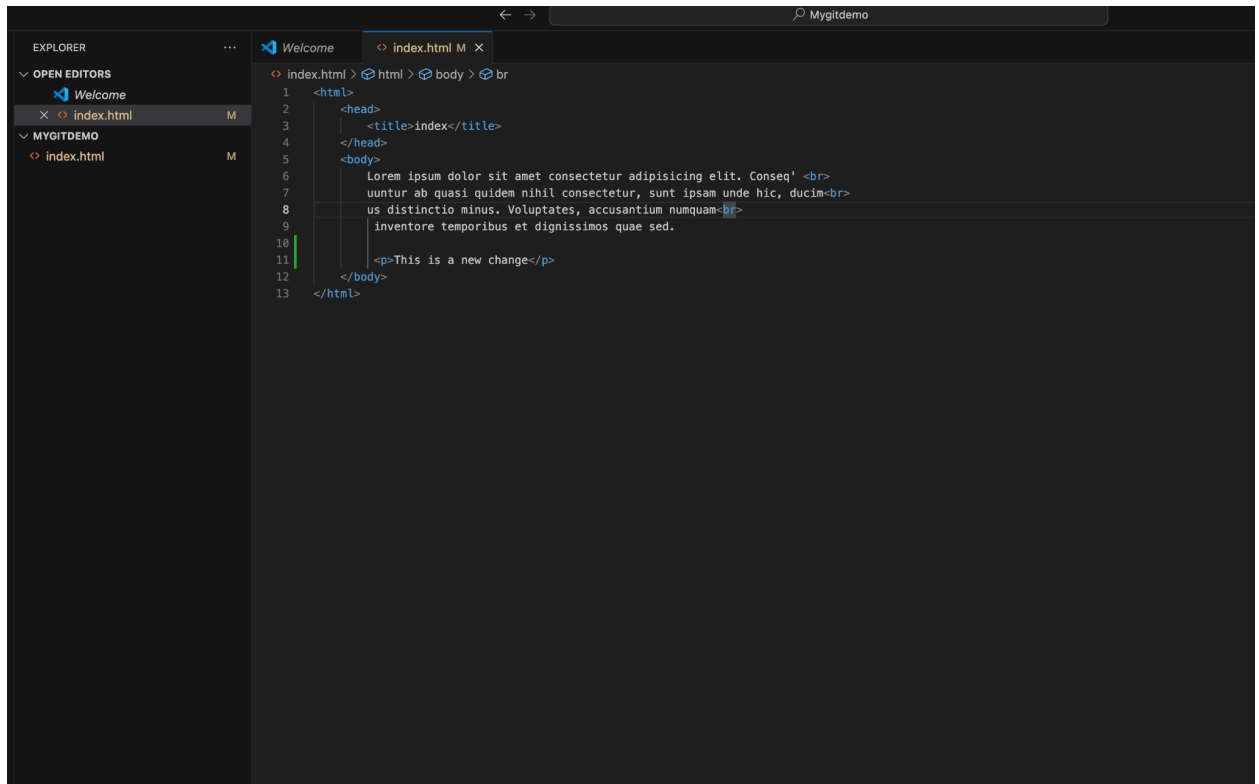 Mygitdemo
EXPLORER ...
OPEN EDITORS
Welcome
index.html M
MYGITDEMO
index.html M
Welcome
index.html M
index.html > html > body > br
1 <html>
2 <head>
3 <title>index</title>
4 </head>
5 <body>
6 Lorem ipsum dolor sit amet consectetur adipisicing elit. Conseq' <br>
7 uuntur ab quasi quidem nihil consectetur, sunt ipsam unde hic, ducim<br>
8 us distinctio minus. Voluptates, accusantium numquam<br>
9 inventore temporibus et dignissimos quae sed.
10
11 <p>This is a new change</p>
12 </body>
13 </html>